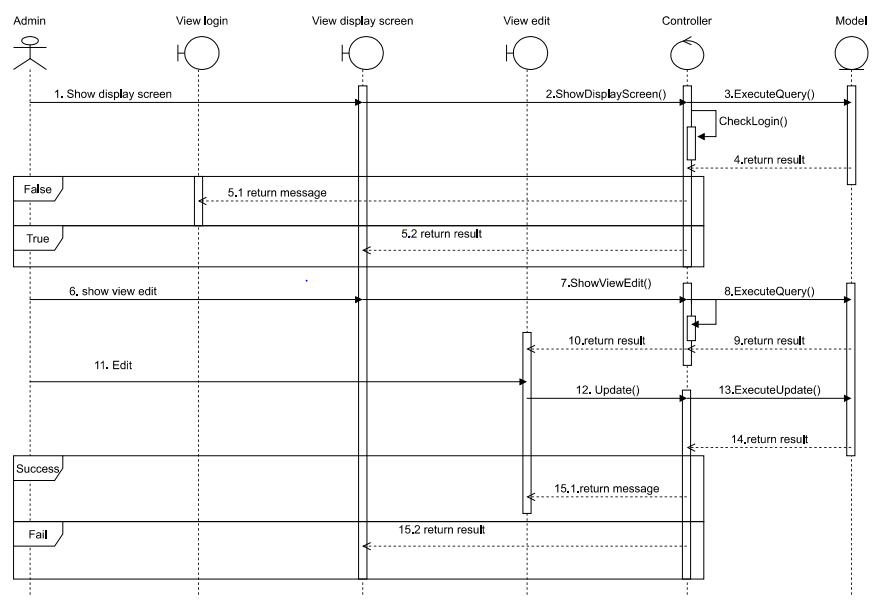 Admin
View login
View display screen
View edit
Controller
Model
1. Show display screen
2.ShowDisplayScreen()
3.ExecuteQuery()
CheckLogin()
4.return result
False
5.1 return message
True
5.2 return result
6. show view edit
7.ShowViewEdit()
8.ExecuteQuery()
10.return result
9.return result
11. Edit
12. Update()
13.ExecuteUpdate()
14.return result
Success
15.1.return message
Fail
15.2 return result